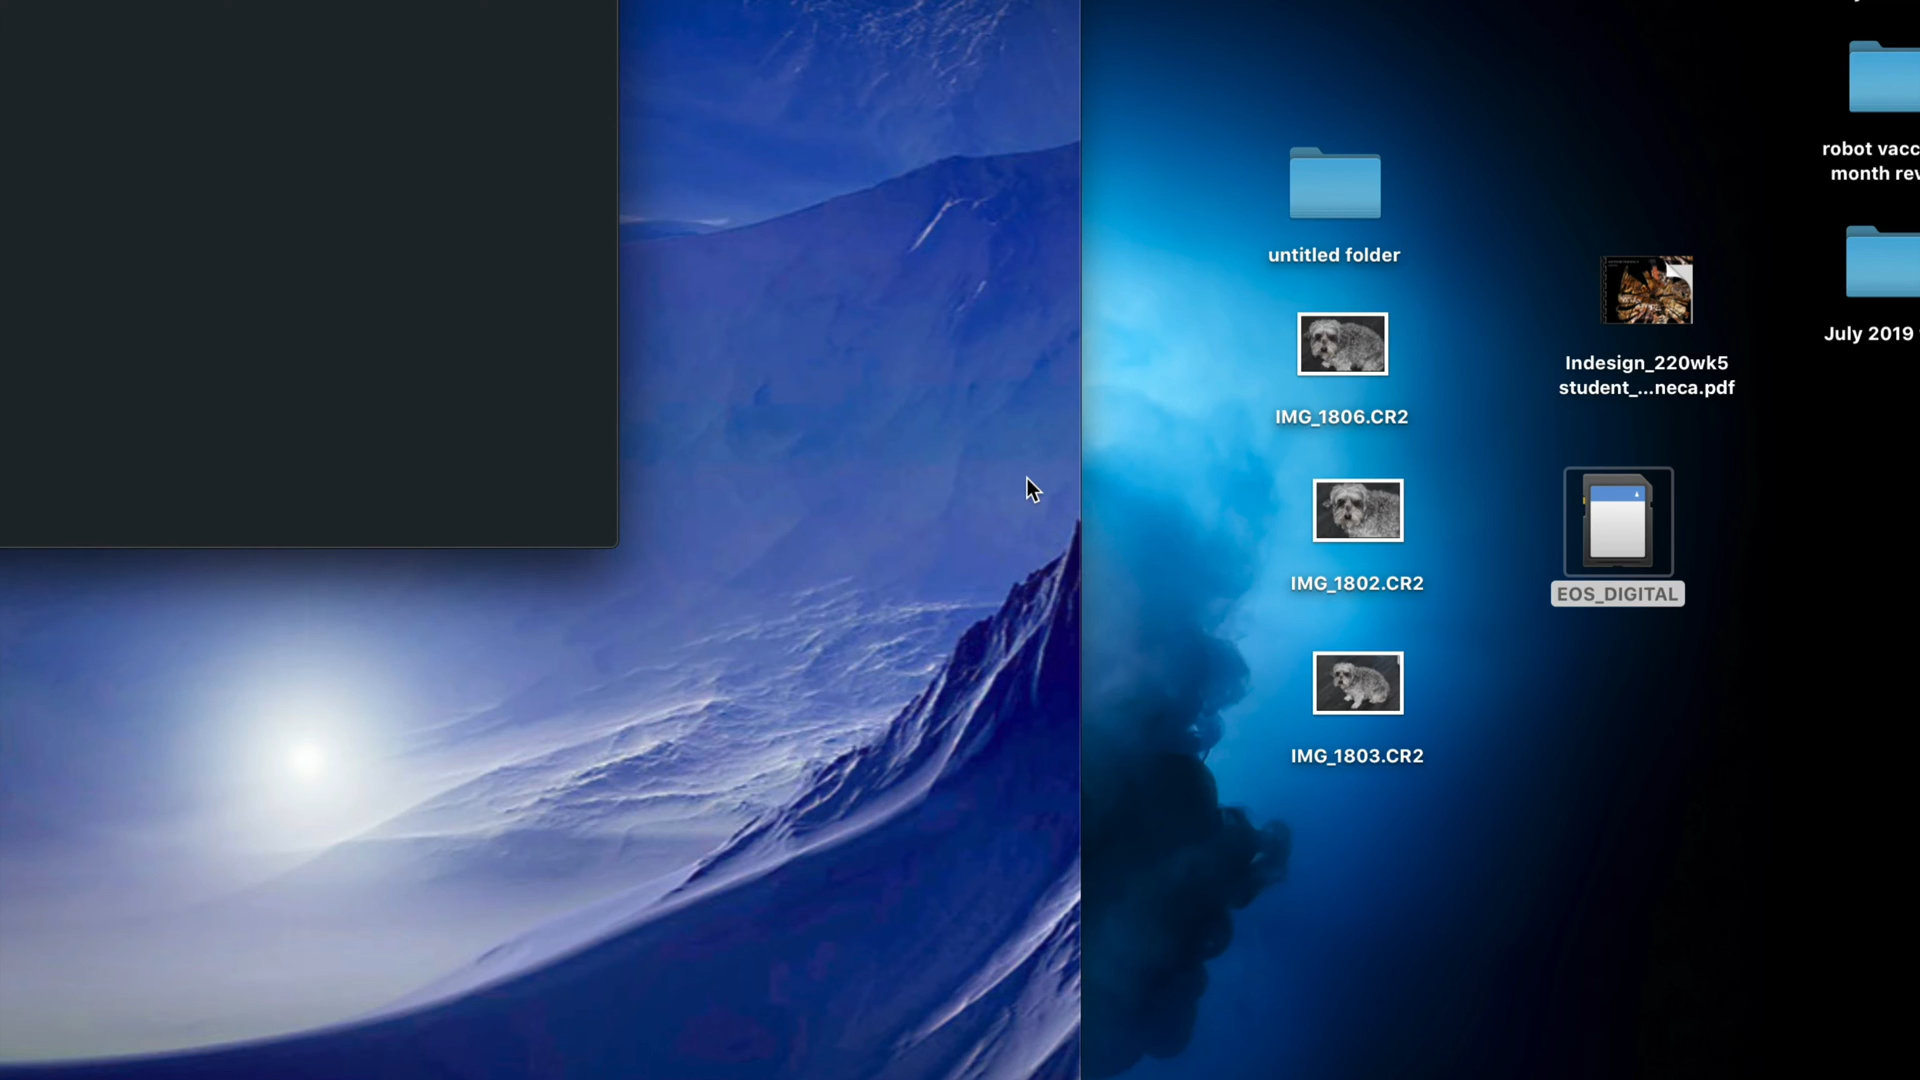 untitled folder
IMG_1806.CR2
IMG_1802.CR2
IMG_1803.CR2
Indesign_220wk5
student_...neca.pdf
EOS_DIGITAL
robot vacc
month rev
July 2019